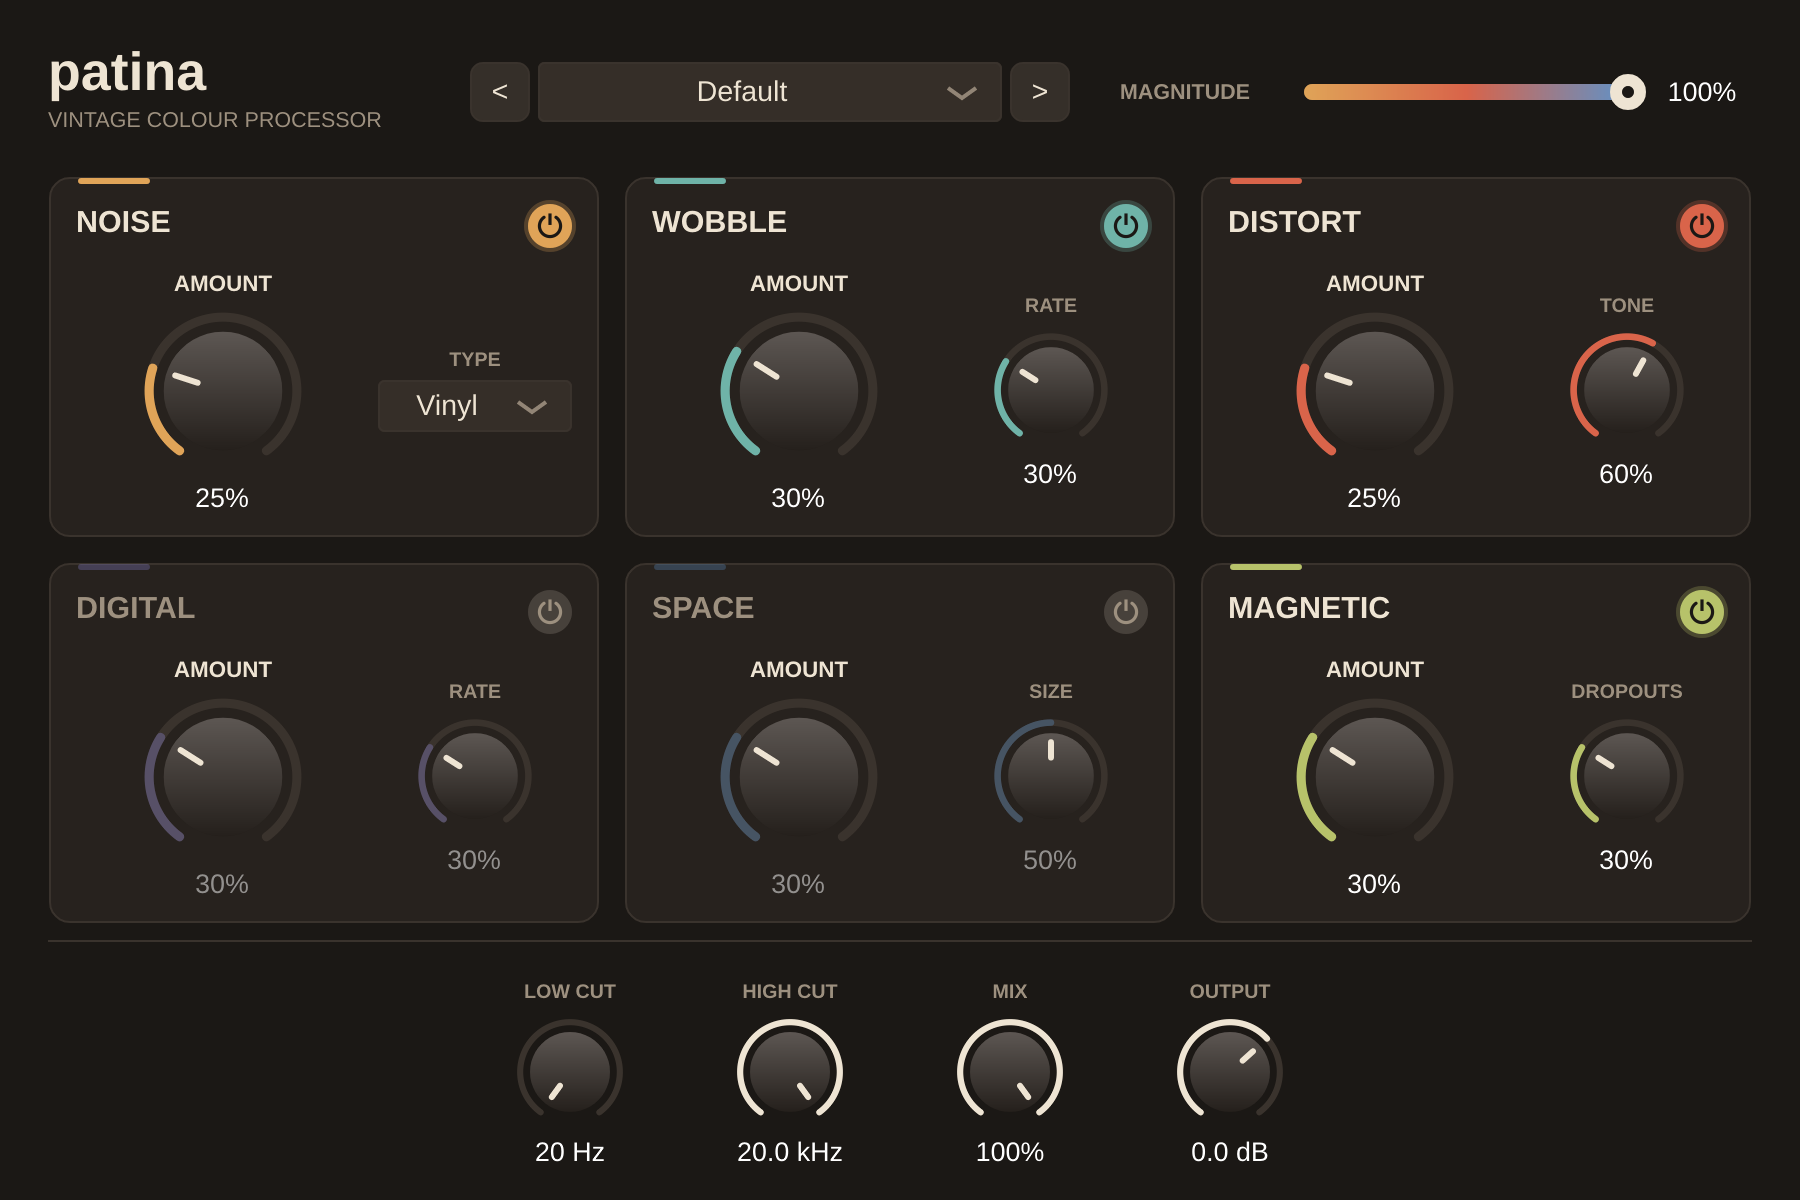 patina
VINTAGE COLOUR PROCESSOR
< Default >
MAGNITUDE 100%
NOISE
AMOUNT
25%
TYPE
Vinyl
WOBBLE
AMOUNT
30%
RATE
30%
DISTORT
AMOUNT
25%
TONE
60%
DIGITAL
AMOUNT
30%
RATE
30%
SPACE
AMOUNT
30%
SIZE
50%
MAGNETIC
AMOUNT
30%
DROPOUTS
30%
LOW CUT
20 Hz
HIGH CUT
20.0 kHz
MIX
100%
OUTPUT
0.0 dB